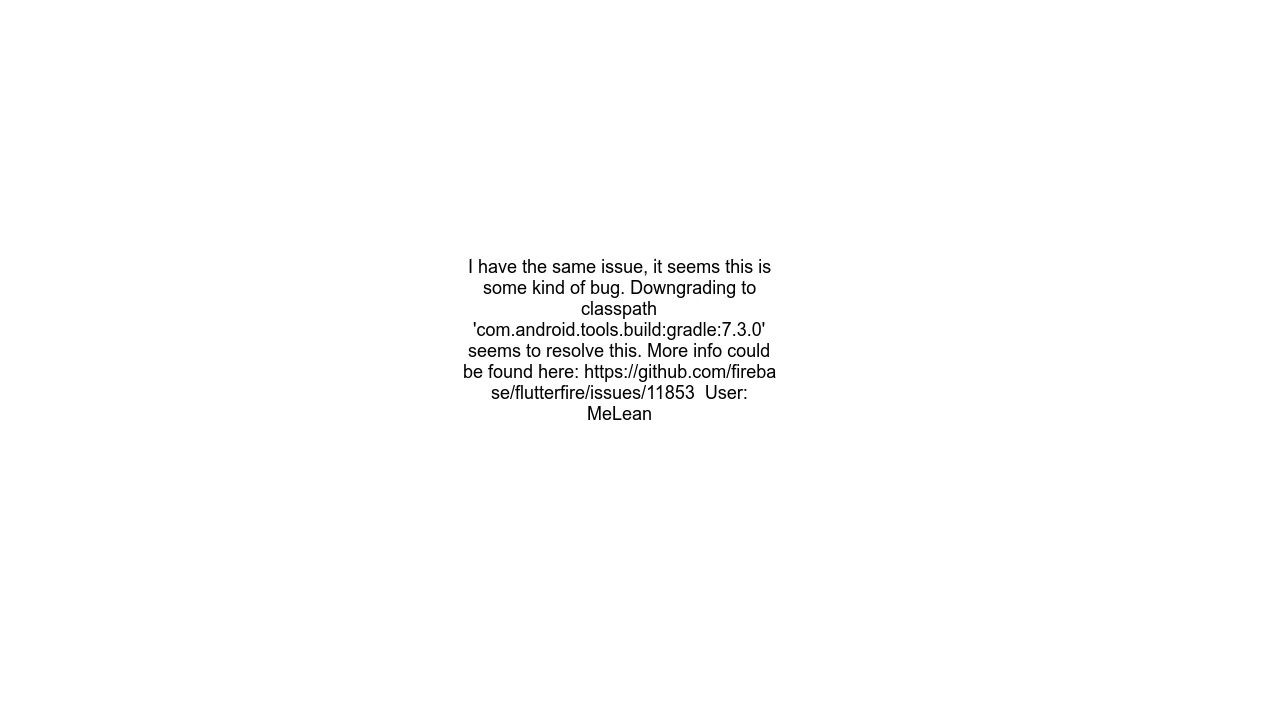 I have the same issue, it seems this is
some kind of bug. Downgrading to
classpath
'com.android.tools.build:gradle:7.3.0'
seems to resolve this. More info could
be found here: https://github.com/fireba
se/flutterfire/issues/11853  User:
MeLean